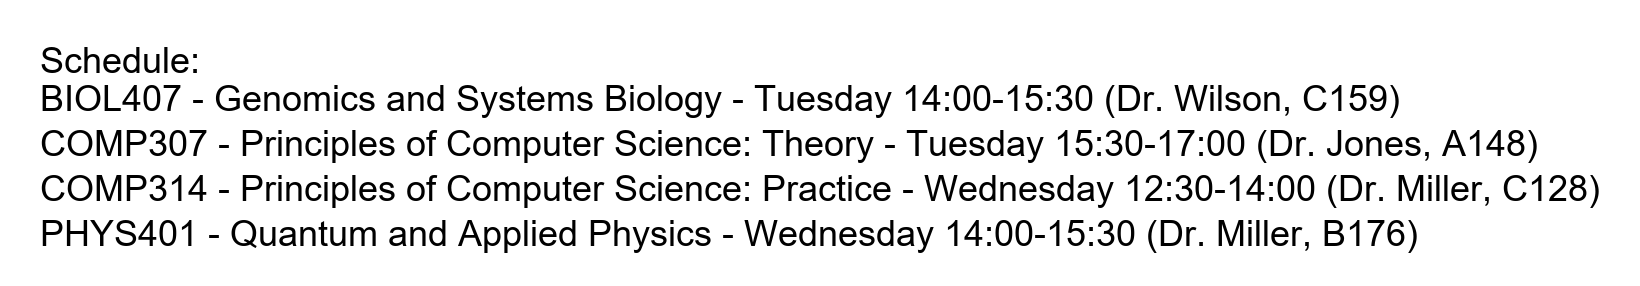 Schedule:
BIOL407 - Genomics and Systems Biology - Tuesday 14:00-15:30 (Dr. Wilson, C159)
COMP307 - Principles of Computer Science: Theory - Tuesday 15:30-17:00 (Dr. Jones, A148)
COMP314 - Principles of Computer Science: Practice - Wednesday 12:30-14:00 (Dr. Miller, C128)
PHYS401 - Quantum and Applied Physics - Wednesday 14:00-15:30 (Dr. Miller, B176)